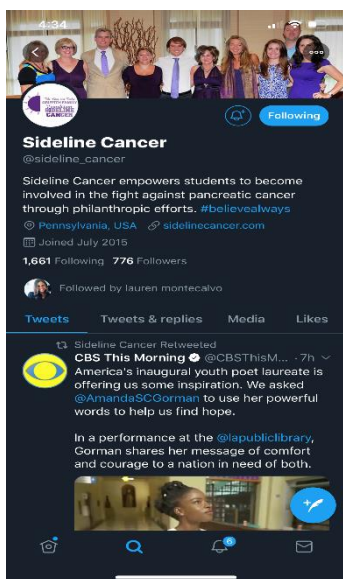 4:34
Following
Sideline Cancer
@sideline_cancer
Sideline Cancer empowers students to become
involved in the fight against pancreatic cancer
through philanthropic efforts. #believealways
Pennsylvania, USA sidelinecancer.com
Joined July 2015
1,661 Following 776 Followers
Followed by lauren montecalvo
Tweets Tweets & replies Media Likes
Sideline Cancer Retweeted
CBS This Morning @CBSThisM... · 7h
America's inaugural youth poet laureate is
offering us some inspiration. We asked
@AmandaSCGorman to use her powerful
words to help us find hope.
In a performance at the @lapubliclibrary,
Gorman shares her message of comfort
and courage to a nation in need of both.
6